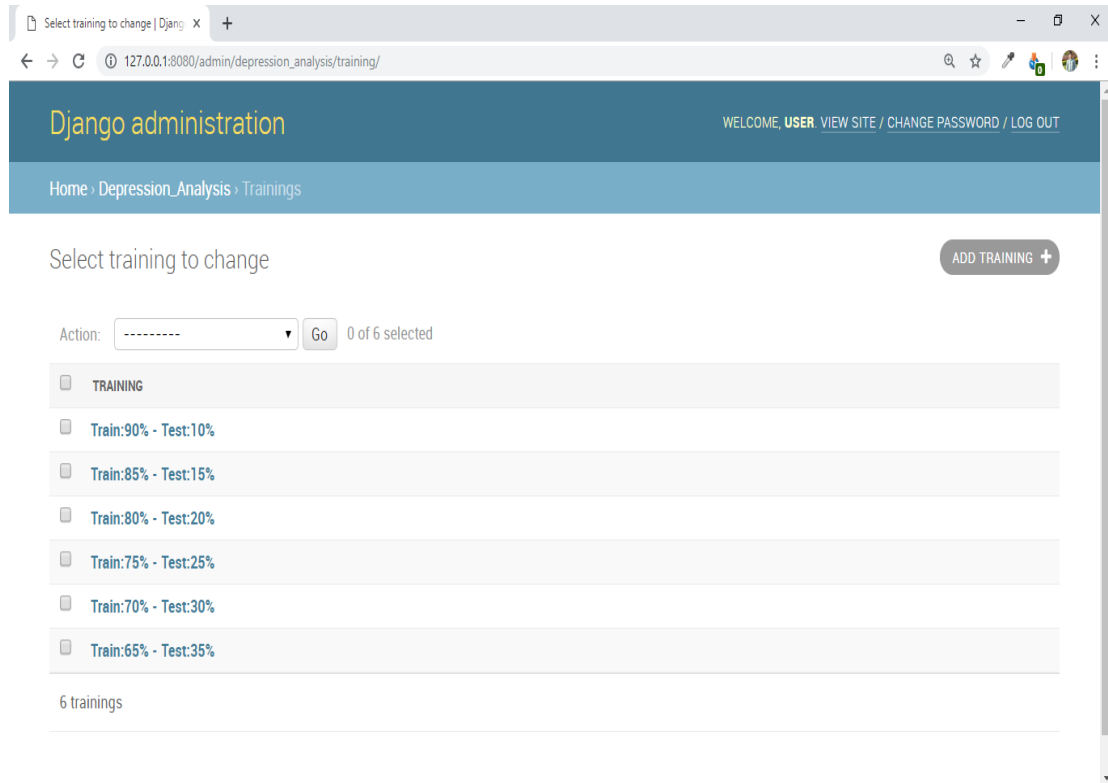 Select training to change | Djang
127.0.0.1:8080/admin/depression_analysis/training/
0
Django administration
WELCOME, USER. VIEW SITE / CHANGE PASSWORD / LOG OUT
Home › Depression_Analysis › Trainings
Select training to change
ADD TRAINING +
Action: --------- Go 0 of 6 selected
TRAINING
Train:90% - Test:10%
Train:85% - Test:15%
Train:80% - Test:20%
Train:75% - Test:25%
Train:70% - Test:30%
Train:65% - Test:35%
6 trainings